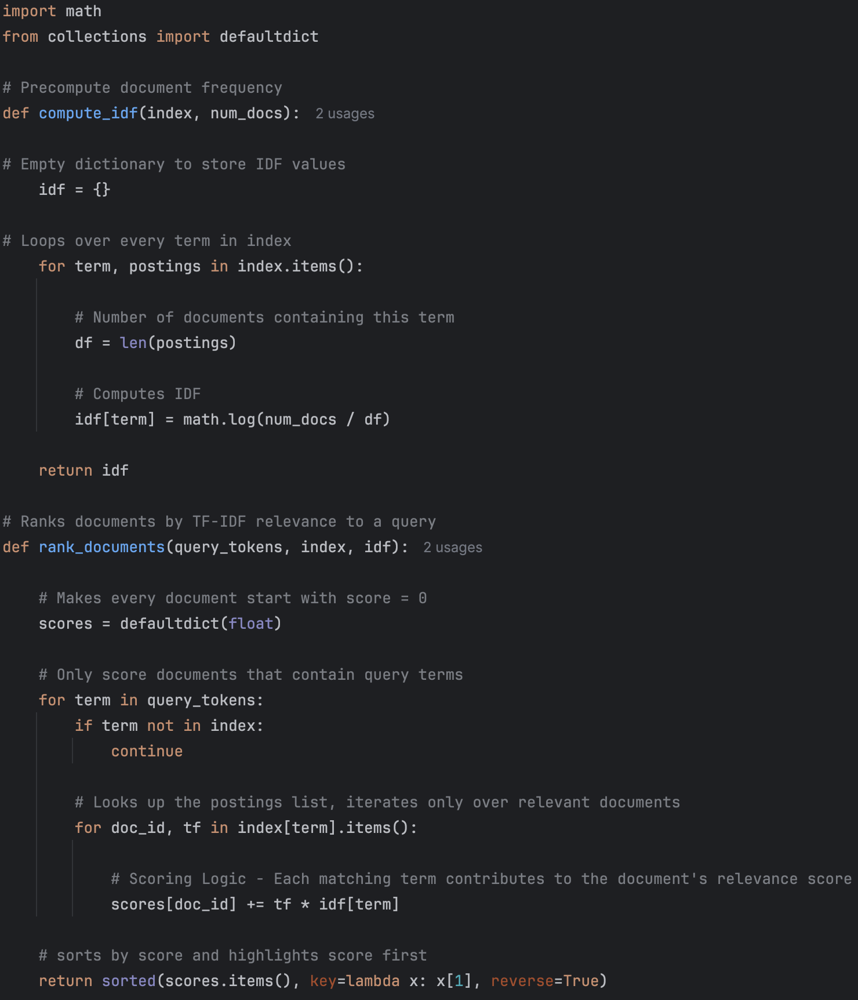 import math
from collections import defaultdict

# Precompute document frequency
def compute_idf(index, num_docs):   2 usages

# Empty dictionary to store IDF values
    idf = {}

# Loops over every term in index
    for term, postings in index.items():

        # Number of documents containing this term
        df = len(postings)

        # Computes IDF
        idf[term] = math.log(num_docs / df)

    return idf

# Ranks documents by TF-IDF relevance to a query
def rank_documents(query_tokens, index, idf):   2 usages

    # Makes every document start with score = 0
    scores = defaultdict(float)

    # Only score documents that contain query terms
    for term in query_tokens:
        if term not in index:
            continue

        # Looks up the postings list, iterates only over relevant documents
        for doc_id, tf in index[term].items():

            # Scoring Logic - Each matching term contributes to the document's relevance score
            scores[doc_id] += tf * idf[term]

    # sorts by score and highlights score first
    return sorted(scores.items(), key=lambda x: x[1], reverse=True)